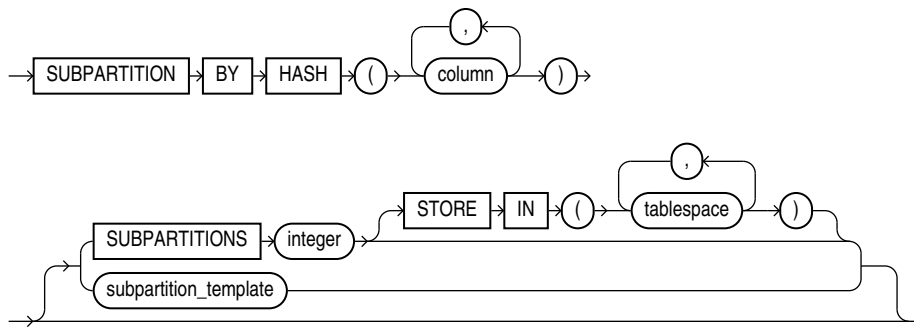 ,
SUBPARTITION BY HASH ( column )
,
STORE IN ( tablespace )
SUBPARTITIONS integer
subpartition_template